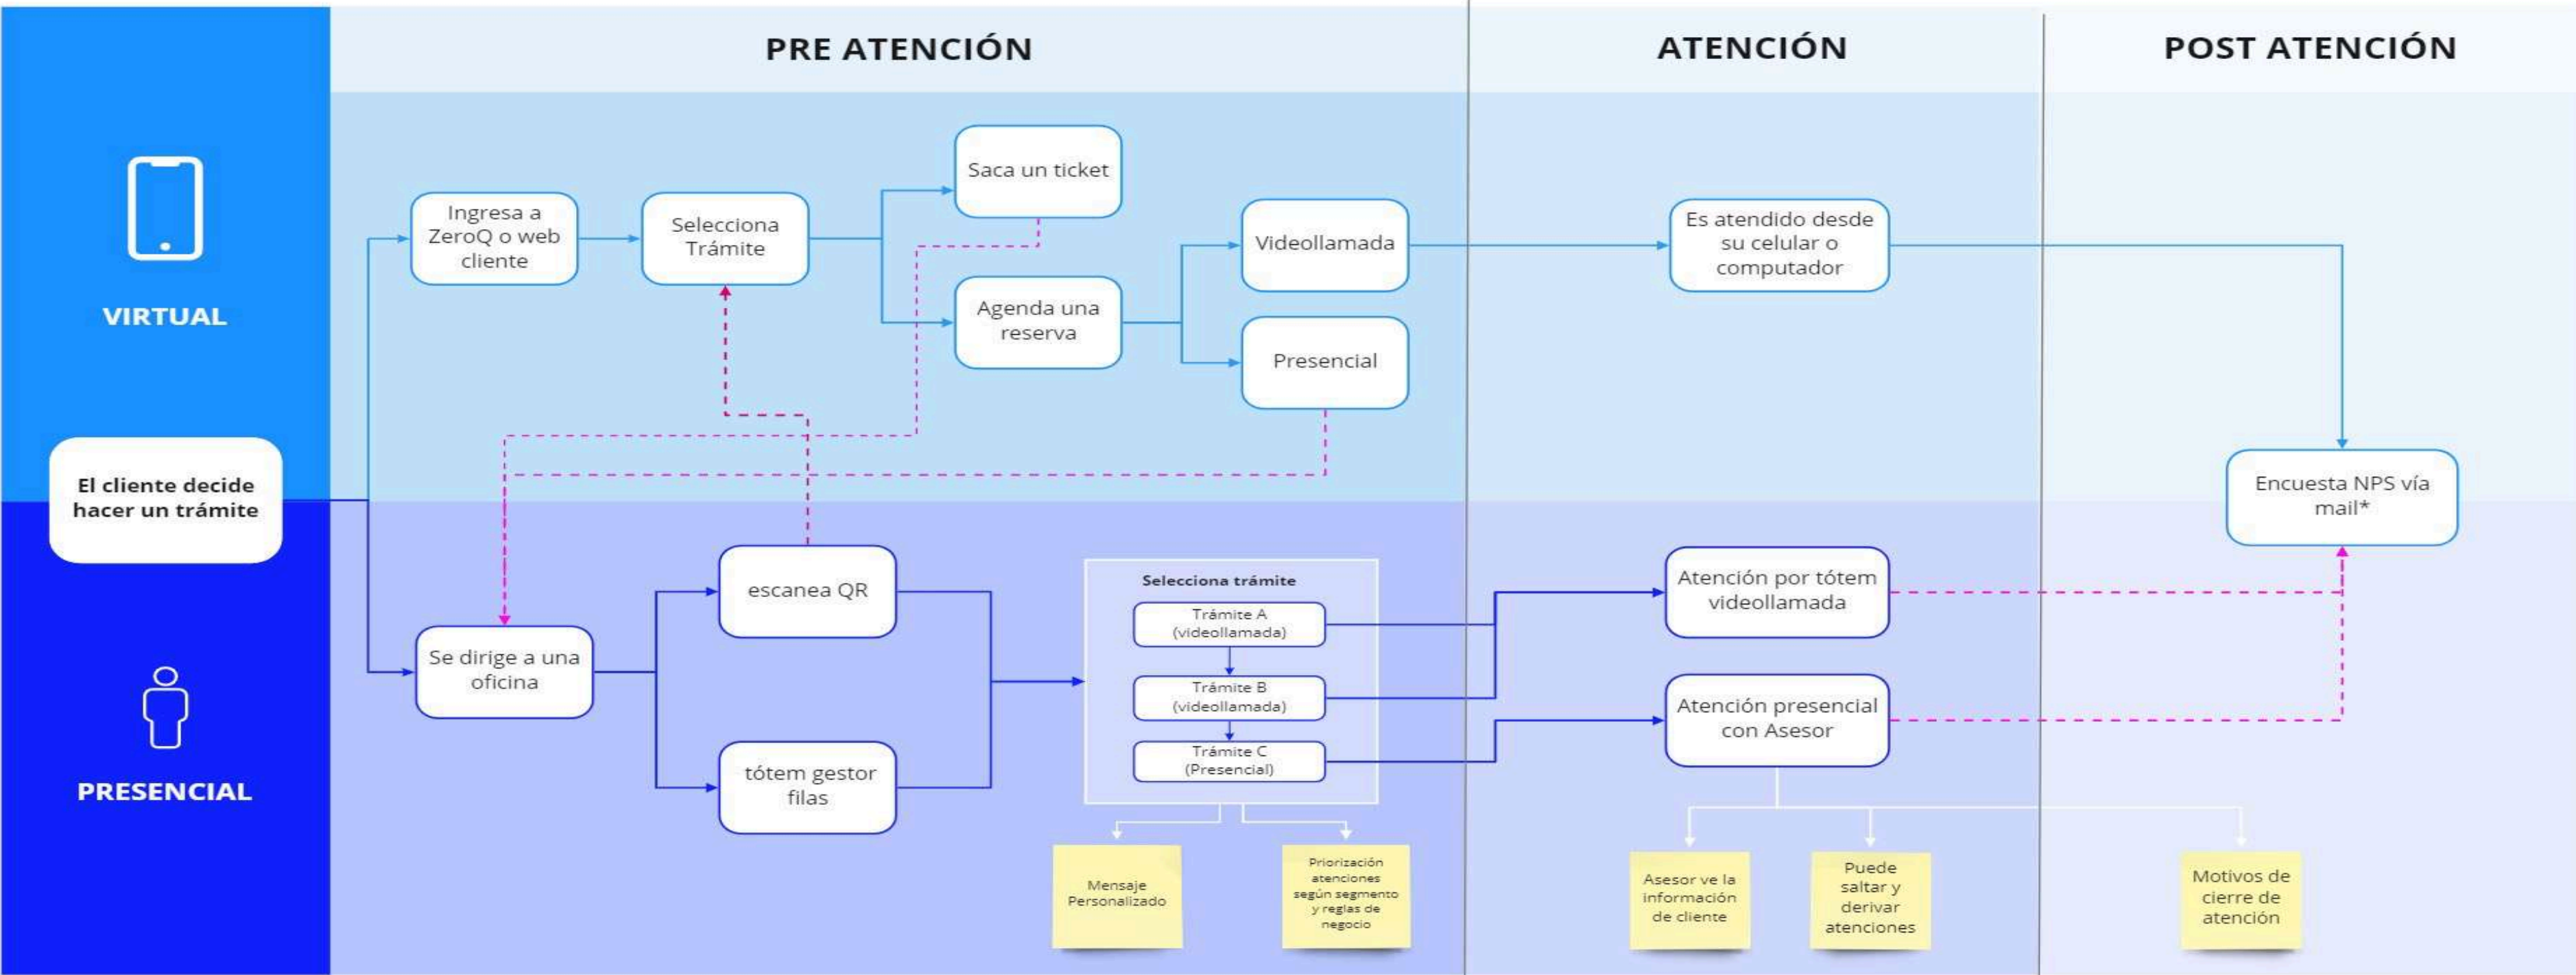 PRE ATENCIÓN
ATENCIÓN
POST ATENCIÓN
VIRTUAL
El cliente decide
hacer un trámite
PRESENCIAL
Ingresa a
ZeroQ o web
cliente
Selecciona
Trámite
Saca un ticket
Agenda una
reserva
Videollamada
Presencial
Es atendido desde
su celular o
computador
Encuesta NPS vía
mail*
Se dirige a una
oficina
escanea QR
tótem gestor
filas
Selecciona trámite
Trámite A
(videollamada)
Trámite B
(videollamada)
Trámite C
(Presencial)
Atención por tótem
videollamada
Atención presencial
con Asesor
Mensaje
Personalizado
Priorización
atenciones
según segmento
y reglas de
negocio
Asesor ve la
información
de cliente
Puede
saltar y
derivar
atenciones
Motivos de
cierre de
atención